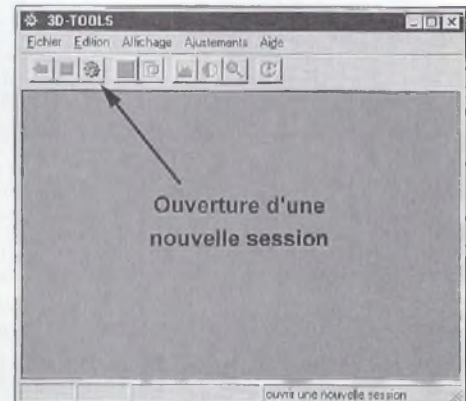 3D-TOOLS
Fichier Edition Affichage Ajustements Aide
Ouverture d'une
nouvelle session
ouvrir une nouvelle session